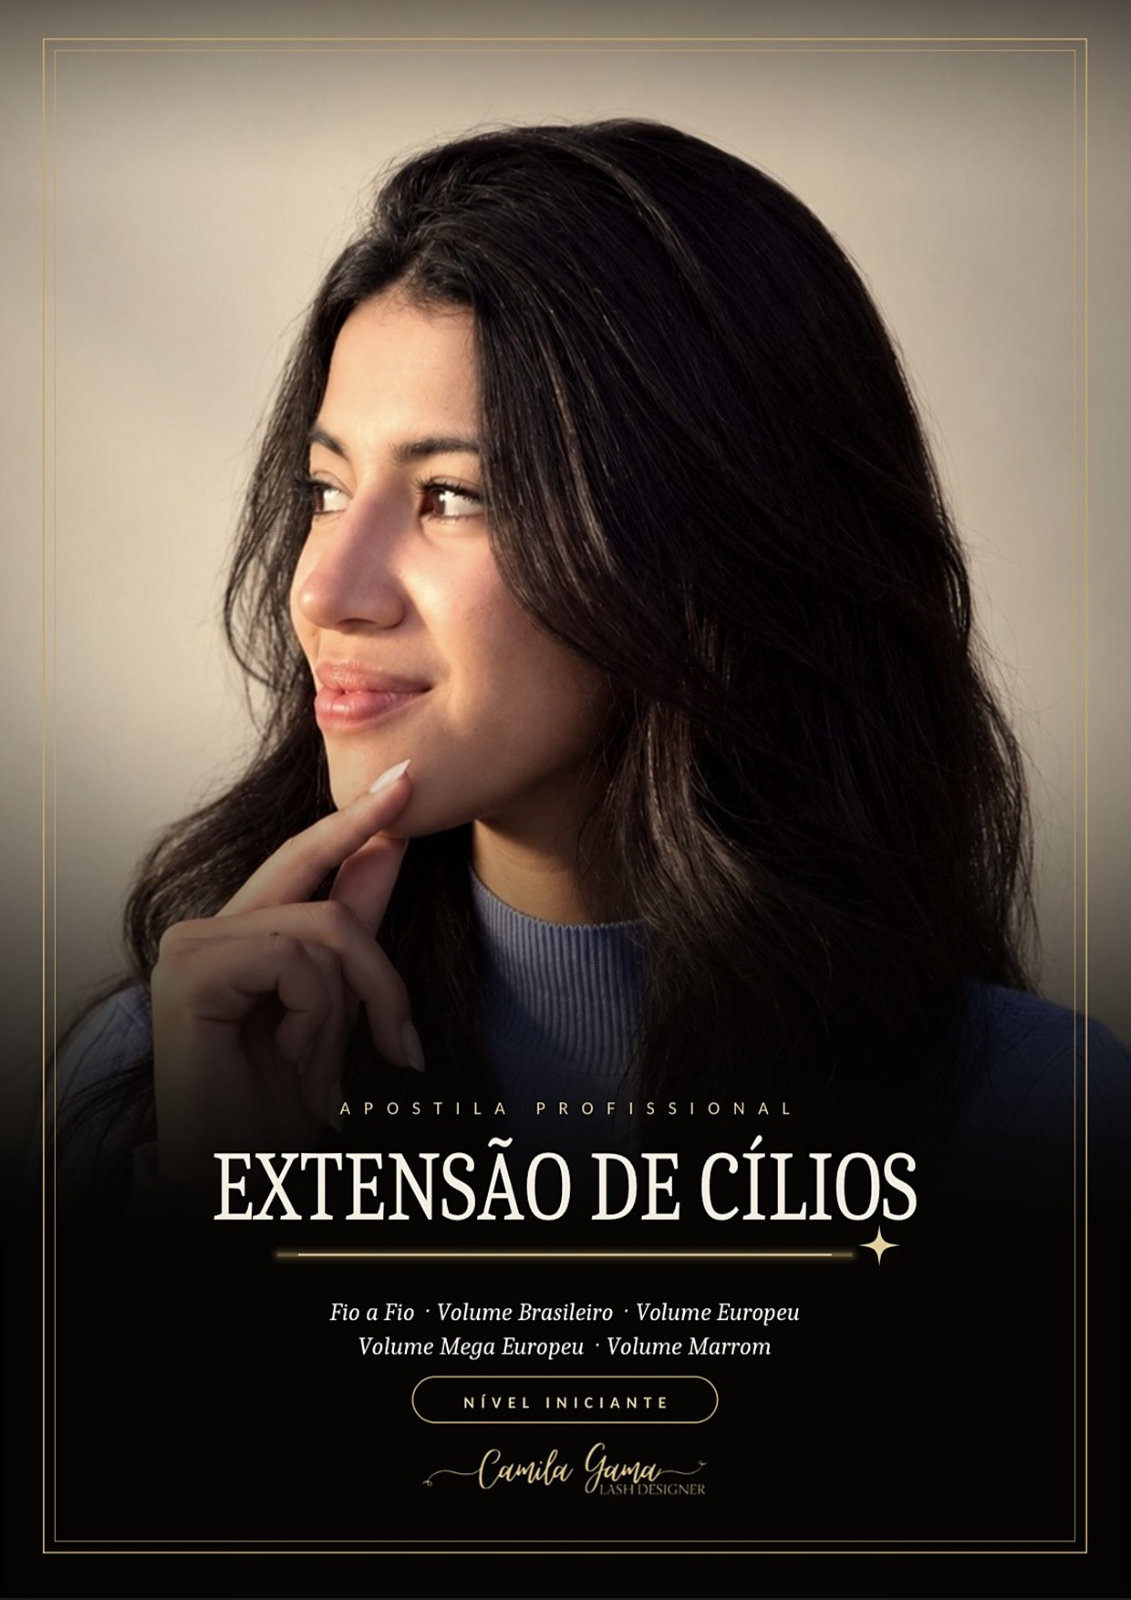 APOSTILA PROFISSIONAL
EXTENSÃO DE CÍLIOS
Fio a Fio · Volume Brasileiro · Volume Europeu
Volume Mega Europeu · Volume Marrom
NÍVEL INICIANTE
Camila Gama
LASH DESIGNER